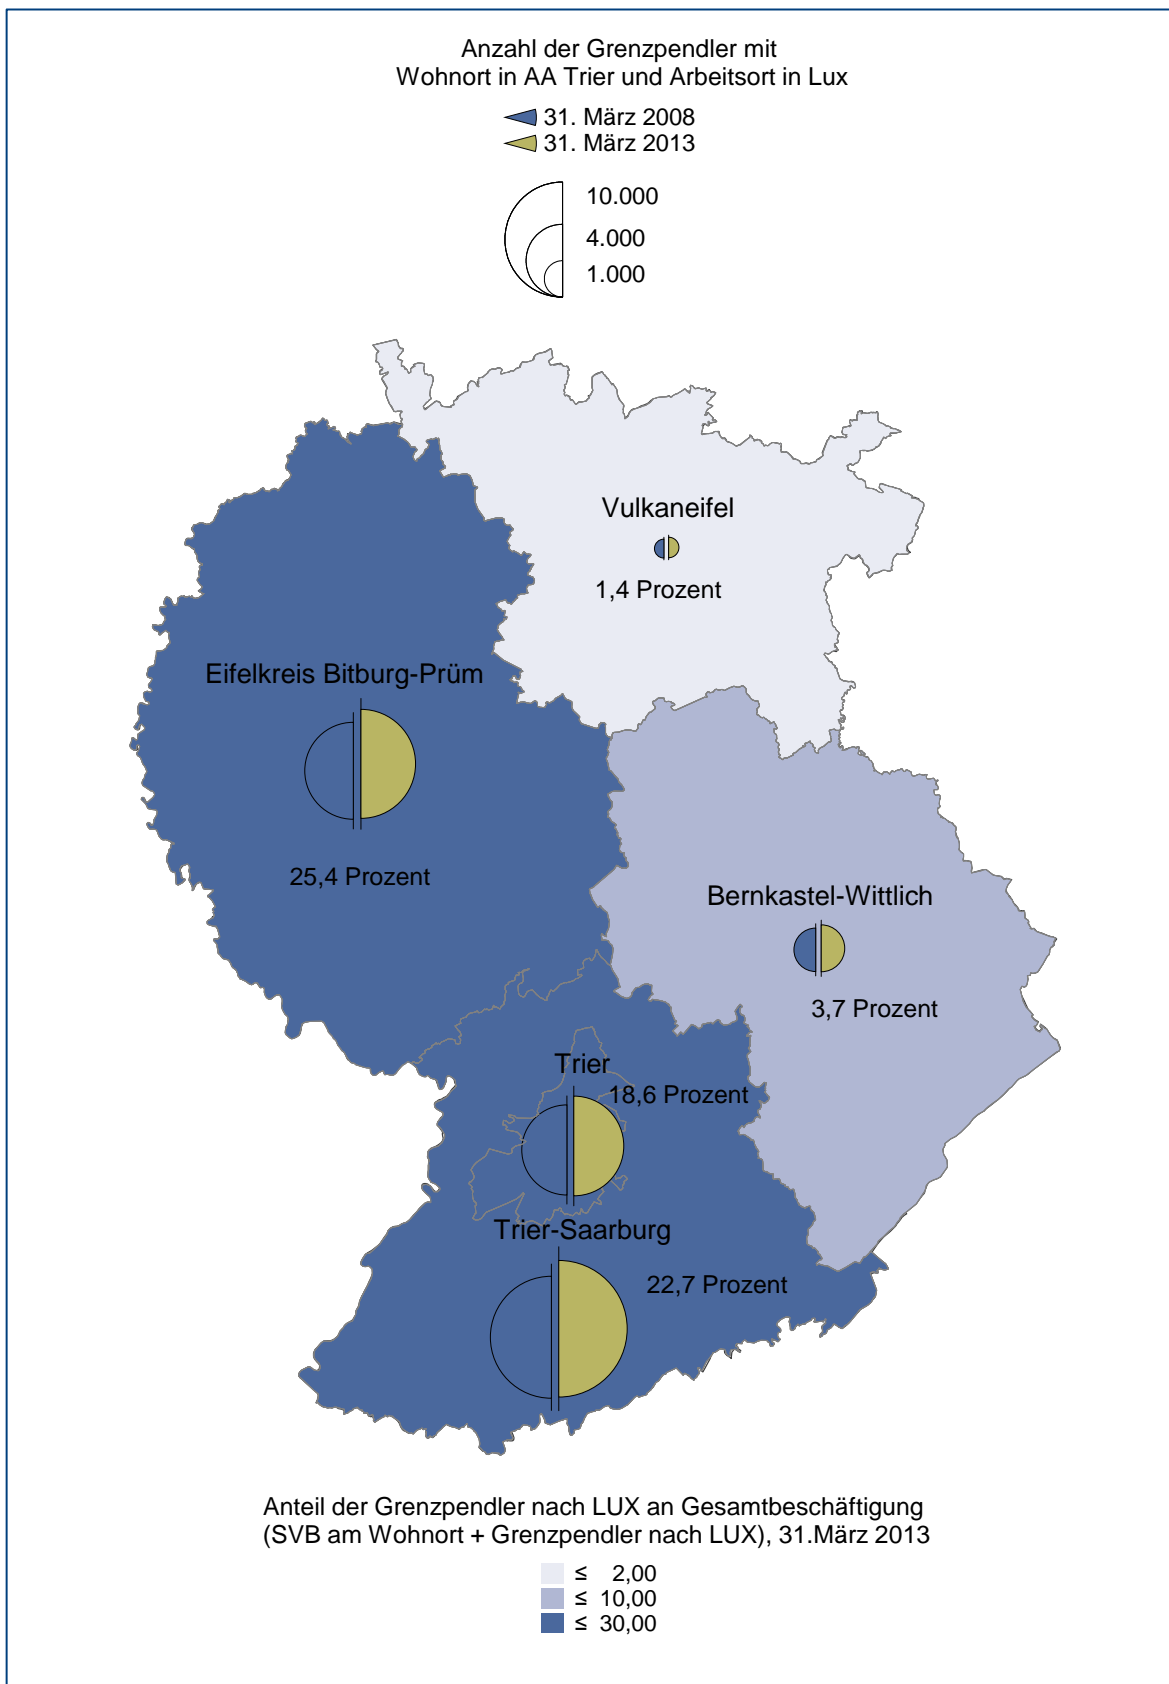 Anzahl der Grenzpendler mit
Wohnort in AA Trier und Arbeitsort in Lux
31. März 2008
31. März 2013
10.000
4.000
1.000
Vulkaneifel
1,4 Prozent
Eifelkreis Bitburg-Prüm
25,4 Prozent
Bernkastel-Wittlich
3,7 Prozent
Trier
18,6 Prozent
Trier-Saarburg
22,7 Prozent
Anteil der Grenzpendler nach LUX an Gesamtbeschäftigung
(SVB am Wohnort + Grenzpendler nach LUX), 31.März 2013
≤ 2,00
≤ 10,00
≤ 30,00